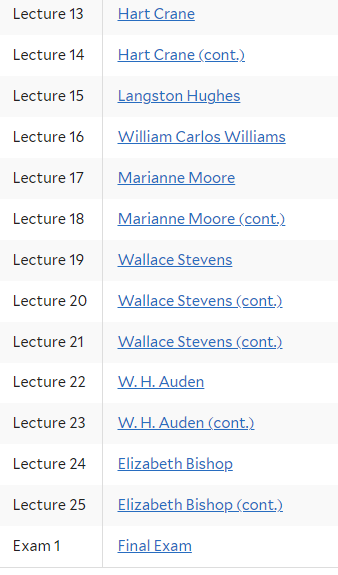 Lecture 13 Hart Crane
Lecture 14 Hart Crane (cont.)
Lecture 15 Langston Hughes
Lecture 16 William Carlos Williams
Lecture 17 Marianne Moore
Lecture 18 Marianne Moore (cont.)
Lecture 19 Wallace Stevens
Lecture 20 Wallace Stevens (cont.)
Lecture 21 Wallace Stevens (cont.)
Lecture 22 W. H. Auden
Lecture 23 W. H. Auden (cont.)
Lecture 24 Elizabeth Bishop
Lecture 25 Elizabeth Bishop (cont.)
Exam 1 Final Exam